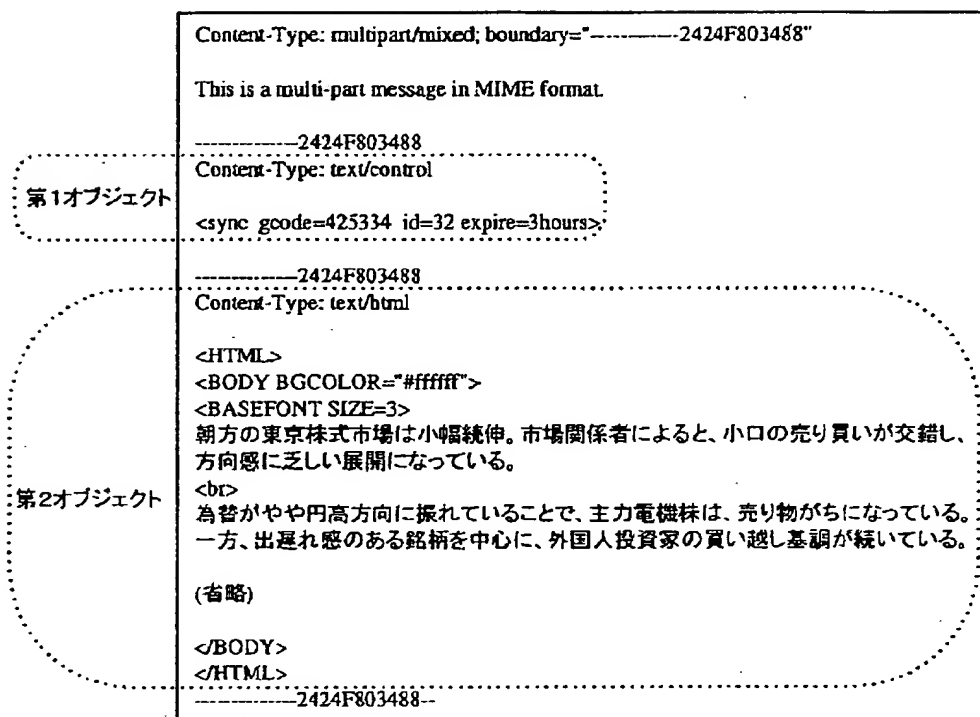 Content-Type: multipart/mixed; boundary="--------------2424F803488"
This is a multi-part message in MIME format.
--------------2424F803488
第1オブジェクト
Content-Type: text/control
<sync gcode=425334 id=32 expire=3hours>
--------------2424F803488
第2オブジェクト
Content-Type: text/html
<HTML>
<BODY BGCOLOR="#ffffff">
<BASEFONT SIZE=3>
朝方の東京株式市場は小幅続伸。市場関係者によると、小口の売り買いが交錯し、
方向感に乏しい展開になっている。
<br>
為替がやや円高方向に振れていることで、主力電機株は、売り物がちになっている。
一方、出遅れ感のある銘柄を中心に、外国人投資家の買い越し基調が続いている。
(省略)
</BODY>
</HTML>
--------------2424F803488--